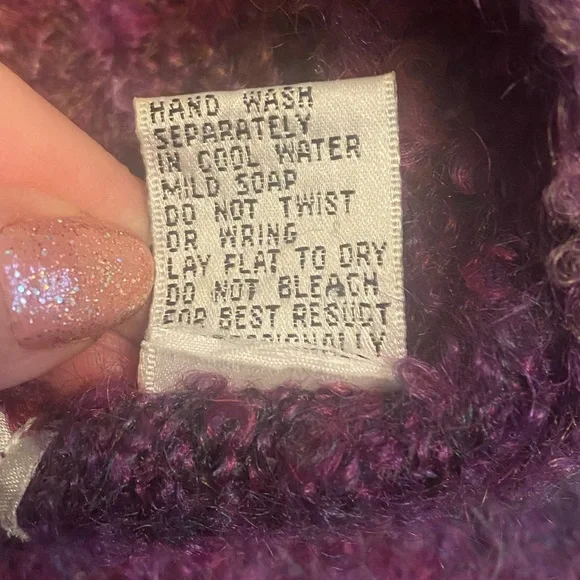 HAND WASH
SEPARATELY
IN COOL WATER
MILD SOAP
DO NOT TWIST
OR WRING
LAY FLAT TO DRY
DO NOT BLEACH
FOR BEST RESULT